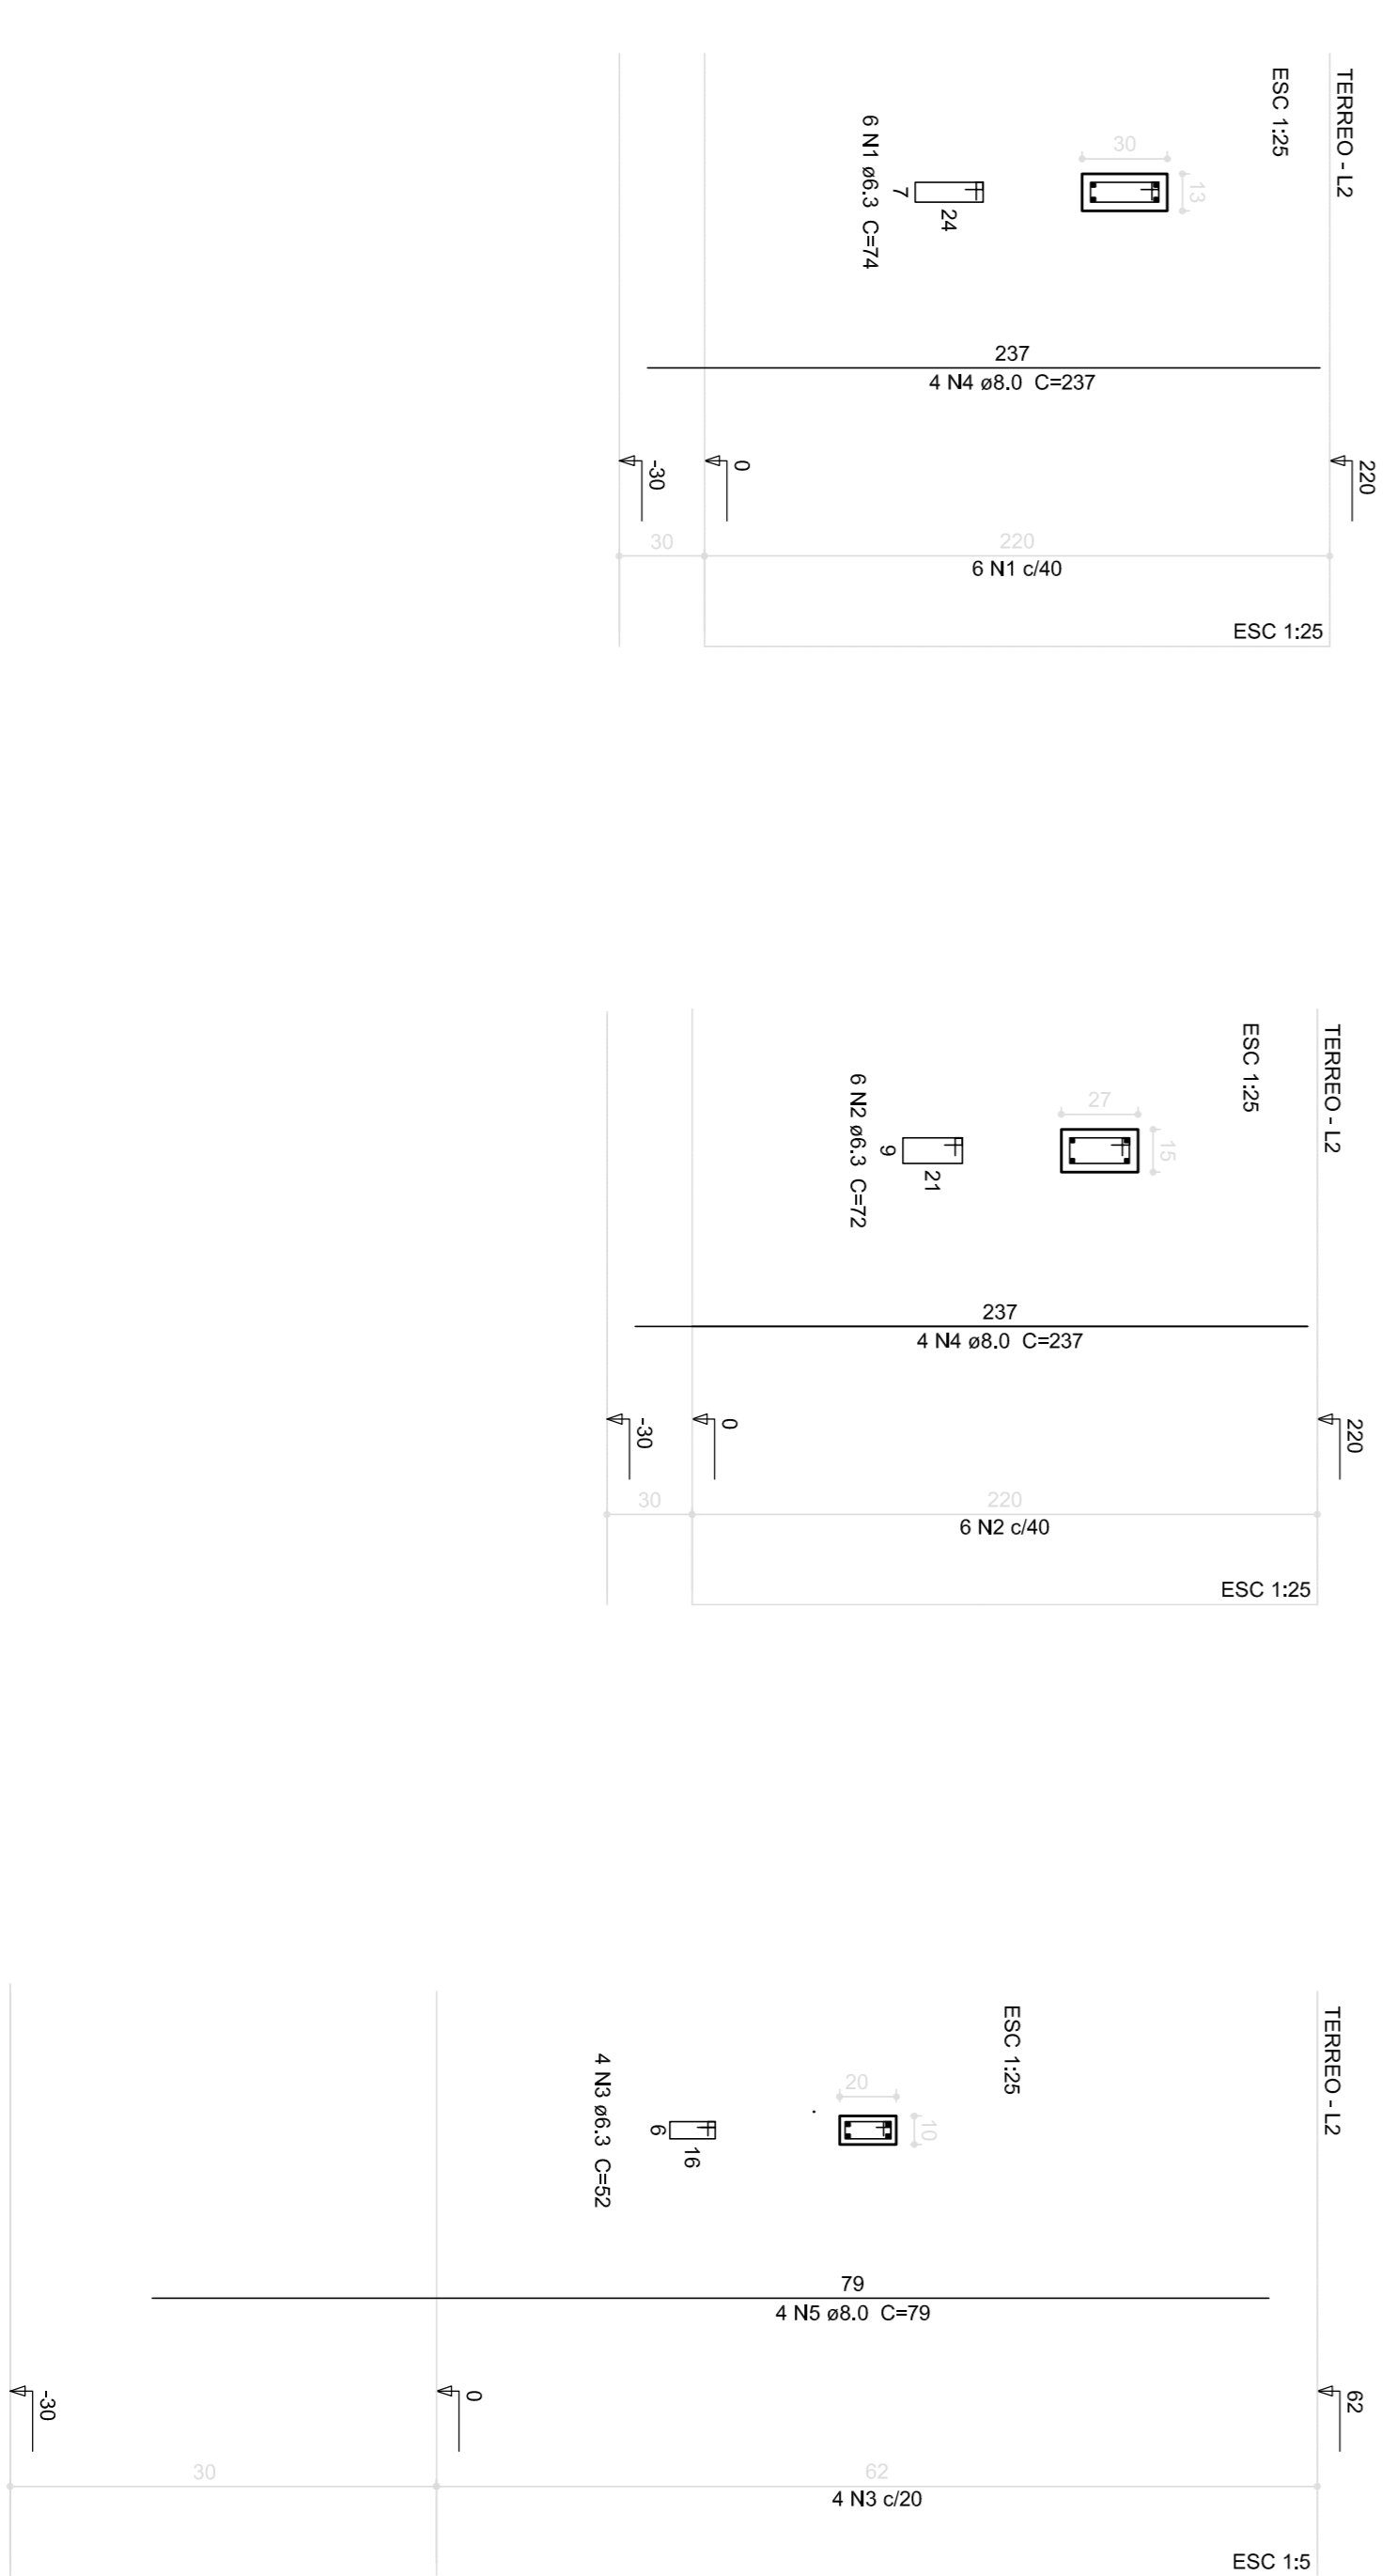 TERREO - L2
ESC 1:25
30
13
24
7
6 N1 ø6.3  C=74
237
4 N4 ø8.0  C=237
220
0
-30
30
220
6 N1 c/40
ESC 1:25
TERREO - L2
ESC 1:25
27
15
21
9
6 N2 ø6.3  C=72
237
4 N4 ø8.0  C=237
220
0
-30
30
220
6 N2 c/40
ESC 1:25
TERREO - L2
ESC 1:25
20
10
16
6
4 N3 ø6.3  C=52
79
4 N5 ø8.0  C=79
62
0
-30
30
62
4 N3 c/20
ESC 1:5